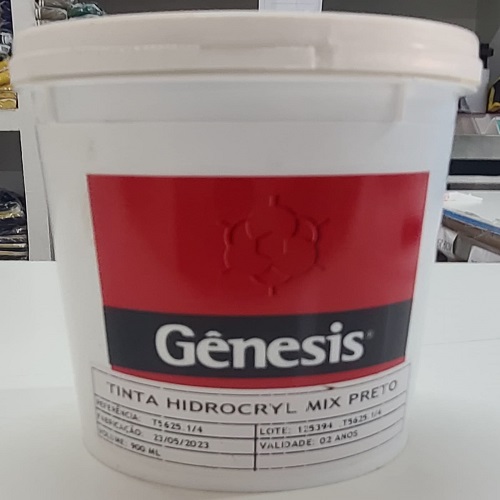 Gênesis®
TINTA HIDROCRYL MIX PRETO
REFERÊNCIA: T5625.1/4
LOTE: 125394 T5625.1/4
FABRICAÇÃO: 23/05/2023
VALIDADE: 02 ANOS
VOLUME: 900 ML